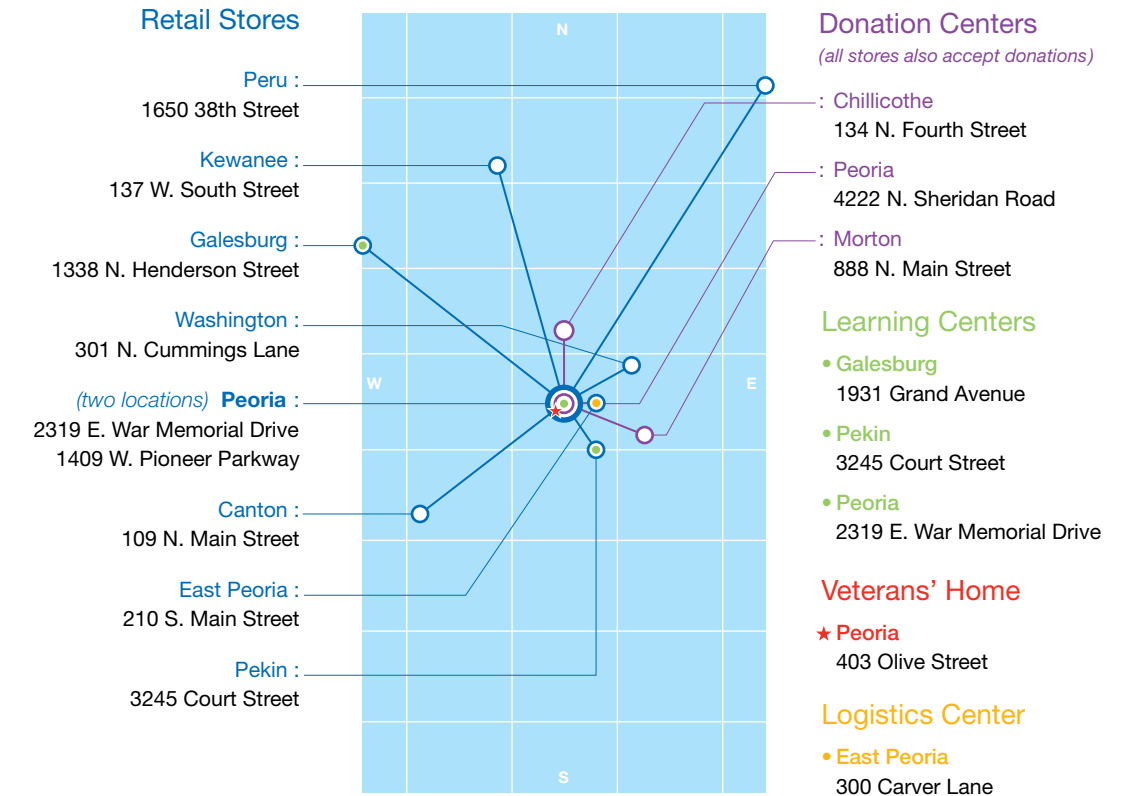 Retail Stores
Peru :
1650 38th Street
Kewanee :
137 W. South Street
Galesburg :
1338 N. Henderson Street
Washington :
301 N. Cummings Lane
(two locations) Peoria :
2319 E. War Memorial Drive
1409 W. Pioneer Parkway
Canton :
109 N. Main Street
East Peoria :
210 S. Main Street
Pekin :
3245 Court Street
N
W
E
S
Donation Centers
(all stores also accept donations)
: Chillicothe
134 N. Fourth Street
: Peoria
4222 N. Sheridan Road
: Morton
888 N. Main Street
Learning Centers
• Galesburg
1931 Grand Avenue
• Pekin
3245 Court Street
• Peoria
2319 E. War Memorial Drive
Veterans’ Home
★ Peoria
403 Olive Street
Logistics Center
• East Peoria
300 Carver Lane